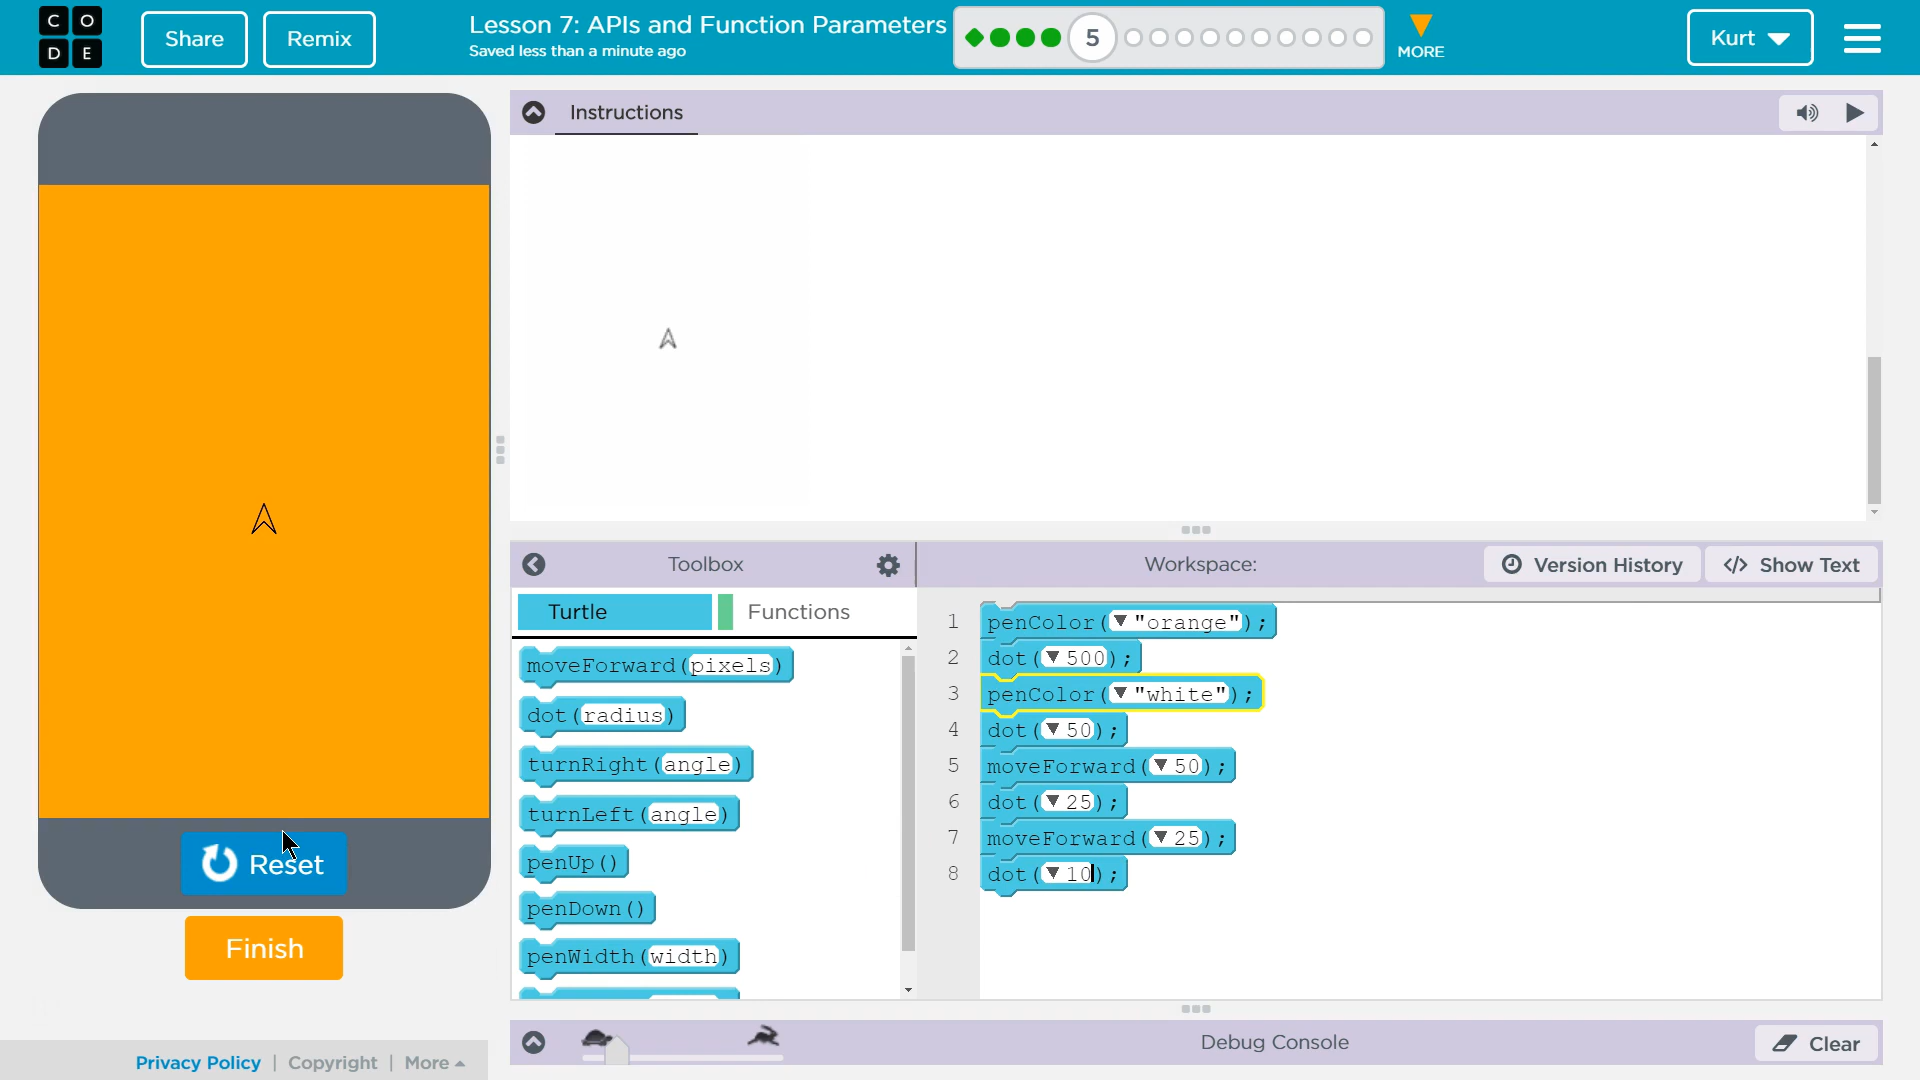 C O
D E
Share
Remix
Lesson 7: APIs and Function Parameters
Saved less than a minute ago
5
MORE
Kurt
Instructions
Reset
Finish
Toolbox
Workspace:
Version History
</> Show Text
Turtle
Functions
moveForward(pixels)
dot(radius)
turnRight(angle)
turnLeft(angle)
penUp()
penDown()
penWidth(width)
1 penColor(▼"orange");
2 dot(▼500);
3 penColor(▼"white");
4 dot(▼50);
5 moveForward(▼50);
6 dot(▼25);
7 moveForward(▼25);
8 dot(▼10);
Debug Console
Clear
Privacy Policy | Copyright | More